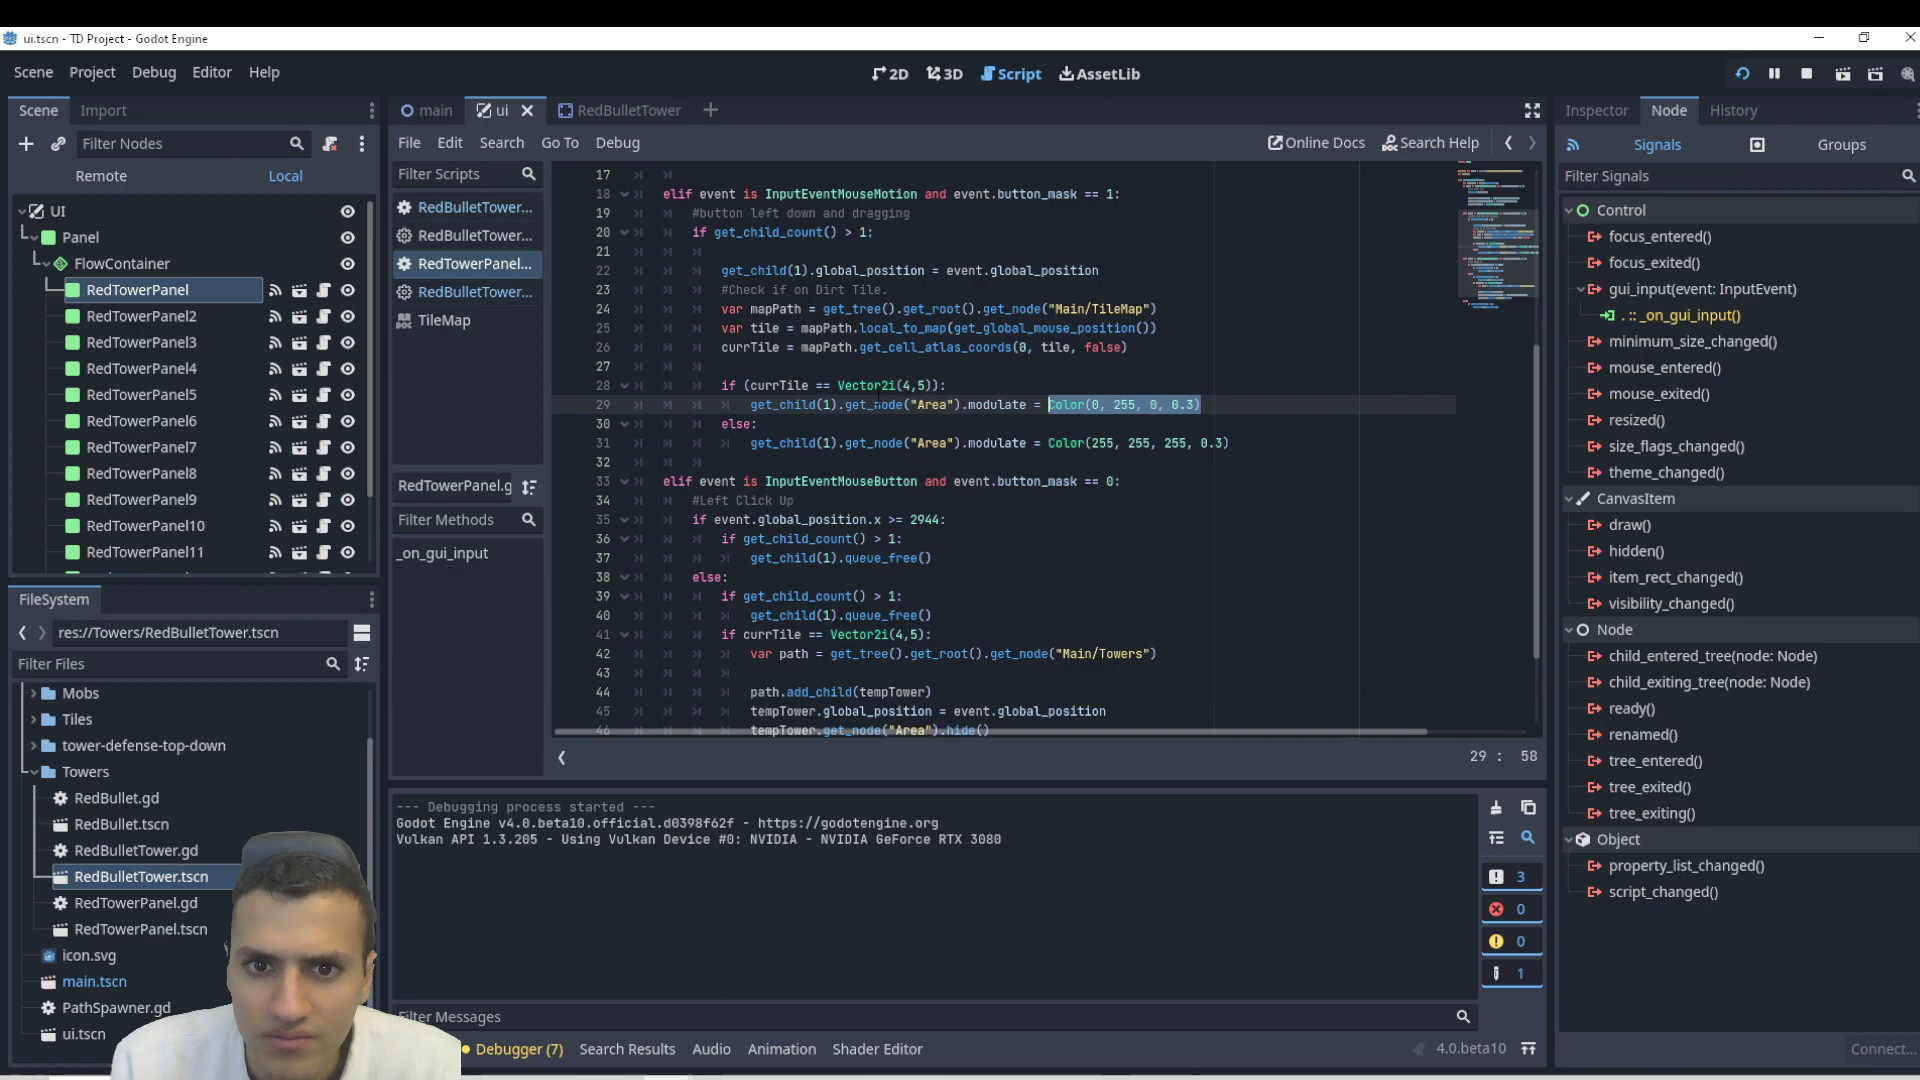 ui.tscn - TD Project - Godot Engine
Scene Project Debug Editor Help
2D 3D Script AssetLib
Scene Import
Filter Nodes
Remote Local
UI
Panel
FlowContainer
RedTowerPanel
RedTowerPanel2
RedTowerPanel3
RedTowerPanel4
RedTowerPanel5
RedTowerPanel6
RedTowerPanel7
RedTowerPanel8
RedTowerPanel9
RedTowerPanel10
RedTowerPanel11
FileSystem
res://Towers/RedBulletTower.tscn
Filter Files
Mobs
Tiles
tower-defense-top-down
Towers
RedBullet.gd
RedBullet.tscn
RedBulletTower.gd
RedBulletTower.tscn
RedTowerPanel.gd
RedTowerPanel.tscn
icon.svg
main.tscn
PathSpawner.gd
ui.tscn
main ui RedBulletTower
File Edit Search Go To Debug
Online Docs Search Help
Filter Scripts
RedBulletTower...
RedBulletTower...
RedTowerPanel...
RedBulletTower...
TileMap
RedTowerPanel.g
Filter Methods
_on_gui_input
17
18 elif event is InputEventMouseMotion and event.button_mask == 1:
19 #button left down and dragging
20 if get_child_count() > 1:
21
22 get_child(1).global_position = event.global_position
23 #Check if on Dirt Tile.
24 var mapPath = get_tree().get_root().get_node("Main/TileMap")
25 var tile = mapPath.local_to_map(get_global_mouse_position())
26 currTile = mapPath.get_cell_atlas_coords(0, tile, false)
27
28 if (currTile == Vector2i(4,5)):
29 get_child(1).get_node("Area").modulate = Color(0, 255, 0, 0.3)
30 else:
31 get_child(1).get_node("Area").modulate = Color(255, 255, 255, 0.3)
32
33 elif event is InputEventMouseButton and event.button_mask == 0:
34 #Left Click Up
35 if event.global_position.x >= 2944:
36 if get_child_count() > 1:
37 get_child(1).queue_free()
38 else:
39 if get_child_count() > 1:
40 get_child(1).queue_free()
41 if currTile == Vector2i(4,5):
42 var path = get_tree().get_root().get_node("Main/Towers")
43
44 path.add_child(tempTower)
45 tempTower.global_position = event.global_position
46 tempTower.get_node("Area").hide()
29 : 58
--- Debugging process started ---
Godot Engine v4.0.beta10.official.d0398f62f - https://godotengine.org
Vulkan API 1.3.205 - Using Vulkan Device #0: NVIDIA - NVIDIA GeForce RTX 3080
3
0
0
1
Filter Messages
Debugger (7) Search Results Audio Animation Shader Editor
4.0.beta10
Inspector Node History
Signals Groups
Filter Signals
Control
focus_entered()
focus_exited()
gui_input(event: InputEvent)
. :: _on_gui_input()
minimum_size_changed()
mouse_entered()
mouse_exited()
resized()
size_flags_changed()
theme_changed()
CanvasItem
draw()
hidden()
item_rect_changed()
visibility_changed()
Node
child_entered_tree(node: Node)
child_exiting_tree(node: Node)
ready()
renamed()
tree_entered()
tree_exited()
tree_exiting()
Object
property_list_changed()
script_changed()
Connect...